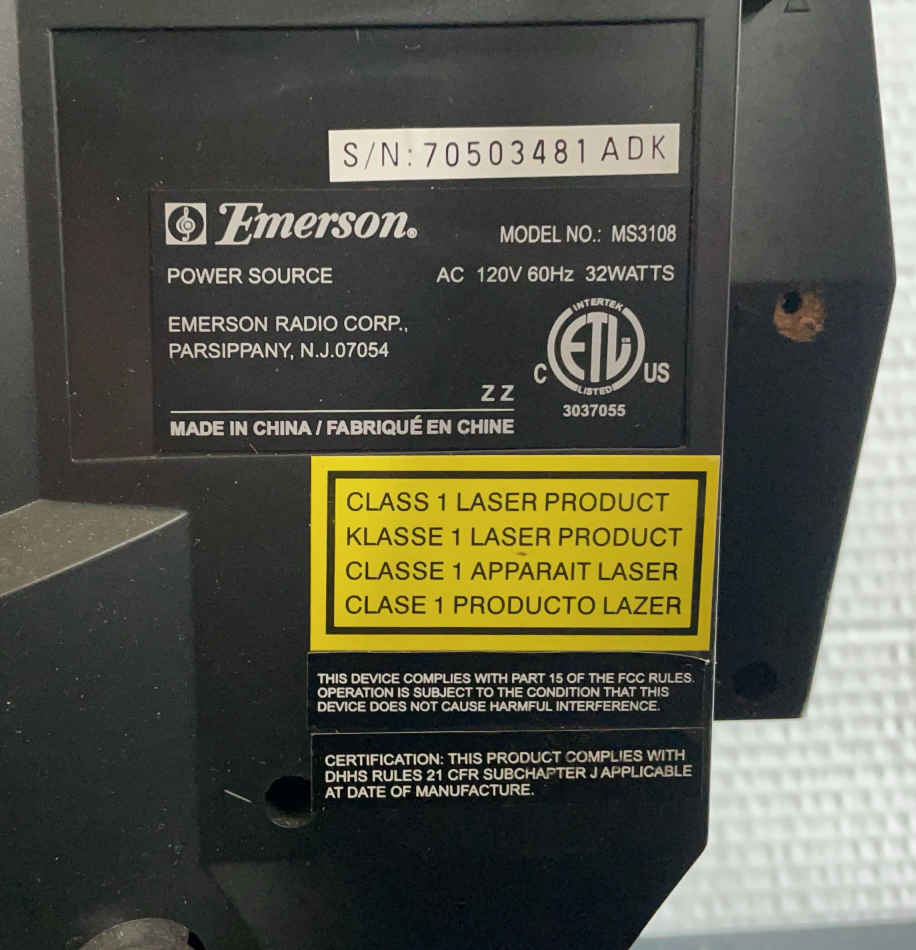 S/N: 70503481 ADK
Emerson®
MODEL NO.: MS3108
POWER SOURCE
AC 120V 60Hz 32WATTS
EMERSON RADIO CORP.,
PARSIPPANY, N.J.07054
INTERTEK
ETL
LISTED
C US
3037055
Z Z
MADE IN CHINA / FABRIQUÉ EN CHINE
CLASS 1 LASER PRODUCT
KLASSE 1 LASER PRODUCT
CLASSE 1 APPARAIT LASER
CLASE 1 PRODUCTO LAZER
THIS DEVICE COMPLIES WITH PART 15 OF THE FCC RULES.
OPERATION IS SUBJECT TO THE CONDITION THAT THIS
DEVICE DOES NOT CAUSE HARMFUL INTERFERENCE.
CERTIFICATION: THIS PRODUCT COMPLIES WITH
DHHS RULES 21 CFR SUBCHAPTER J APPLICABLE
AT DATE OF MANUFACTURE.